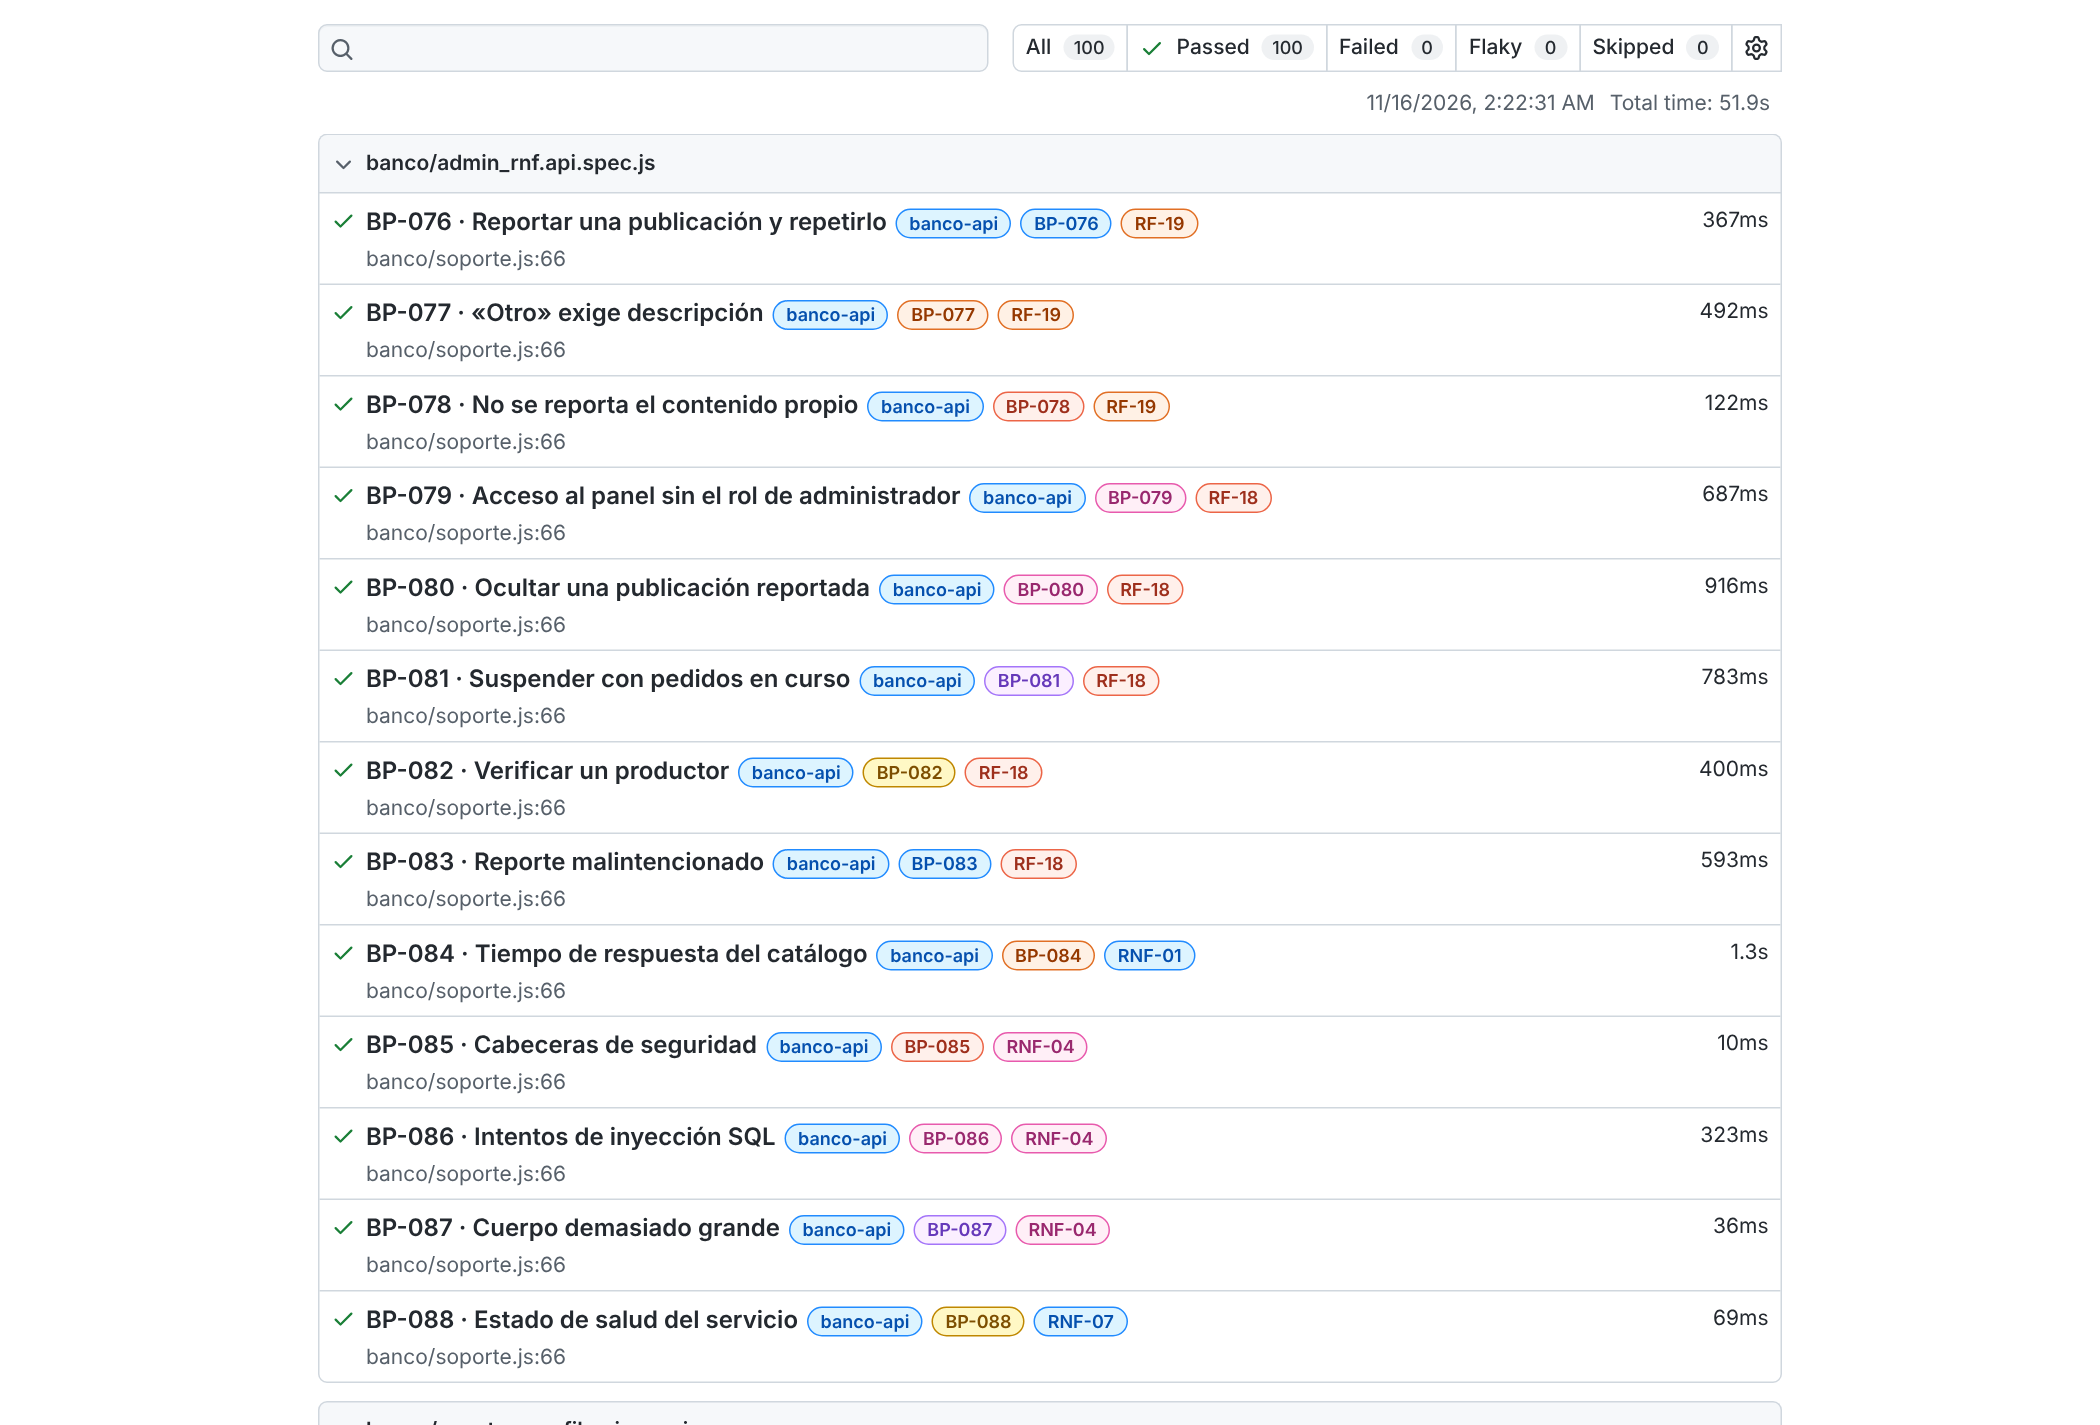 All 100 Passed 100 Failed 0 Flaky 0 Skipped 0
11/16/2026, 2:22:31 AM Total time: 51.9s
banco/admin_rnf.api.spec.js
BP-076 · Reportar una publicación y repetirlo banco-api BP-076 RF-19 367ms
banco/soporte.js:66
BP-077 · «Otro» exige descripción banco-api BP-077 RF-19 492ms
banco/soporte.js:66
BP-078 · No se reporta el contenido propio banco-api BP-078 RF-19 122ms
banco/soporte.js:66
BP-079 · Acceso al panel sin el rol de administrador banco-api BP-079 RF-18 687ms
banco/soporte.js:66
BP-080 · Ocultar una publicación reportada banco-api BP-080 RF-18 916ms
banco/soporte.js:66
BP-081 · Suspender con pedidos en curso banco-api BP-081 RF-18 783ms
banco/soporte.js:66
BP-082 · Verificar un productor banco-api BP-082 RF-18 400ms
banco/soporte.js:66
BP-083 · Reporte malintencionado banco-api BP-083 RF-18 593ms
banco/soporte.js:66
BP-084 · Tiempo de respuesta del catálogo banco-api BP-084 RNF-01 1.3s
banco/soporte.js:66
BP-085 · Cabeceras de seguridad banco-api BP-085 RNF-04 10ms
banco/soporte.js:66
BP-086 · Intentos de inyección SQL banco-api BP-086 RNF-04 323ms
banco/soporte.js:66
BP-087 · Cuerpo demasiado grande banco-api BP-087 RNF-04 36ms
banco/soporte.js:66
BP-088 · Estado de salud del servicio banco-api BP-088 RNF-07 69ms
banco/soporte.js:66